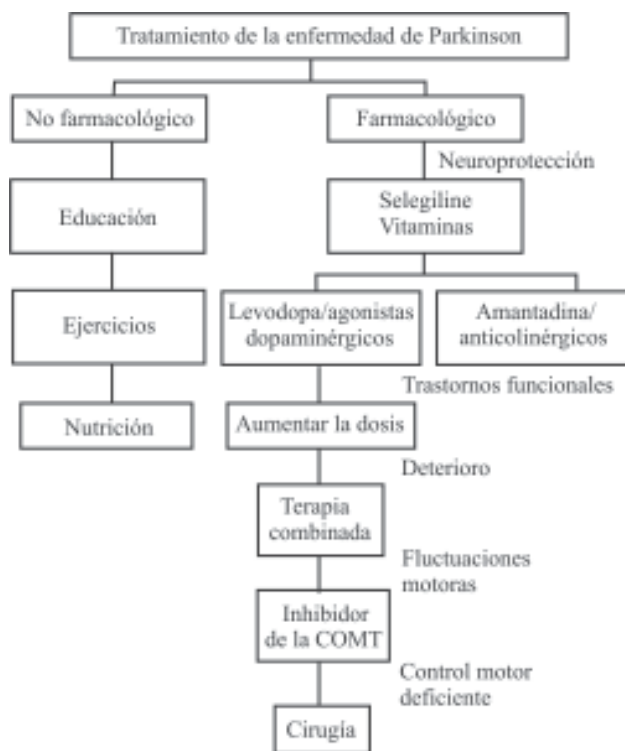 Tratamiento de la enfermedad de Parkinson
No farmacológico
Farmacológico
Neuroprotección
Educación
Selegiline
Vitaminas
Ejercicios
Levodopa/agonistas
dopaminérgicos
Amantadina/
anticolinérgicos
Trastornos funcionales
Nutrición
Aumentar la dosis
Deterioro
Terapia
combinada
Fluctuaciones
motoras
Inhibidor
de la COMT
Control motor
deficiente
Cirugía